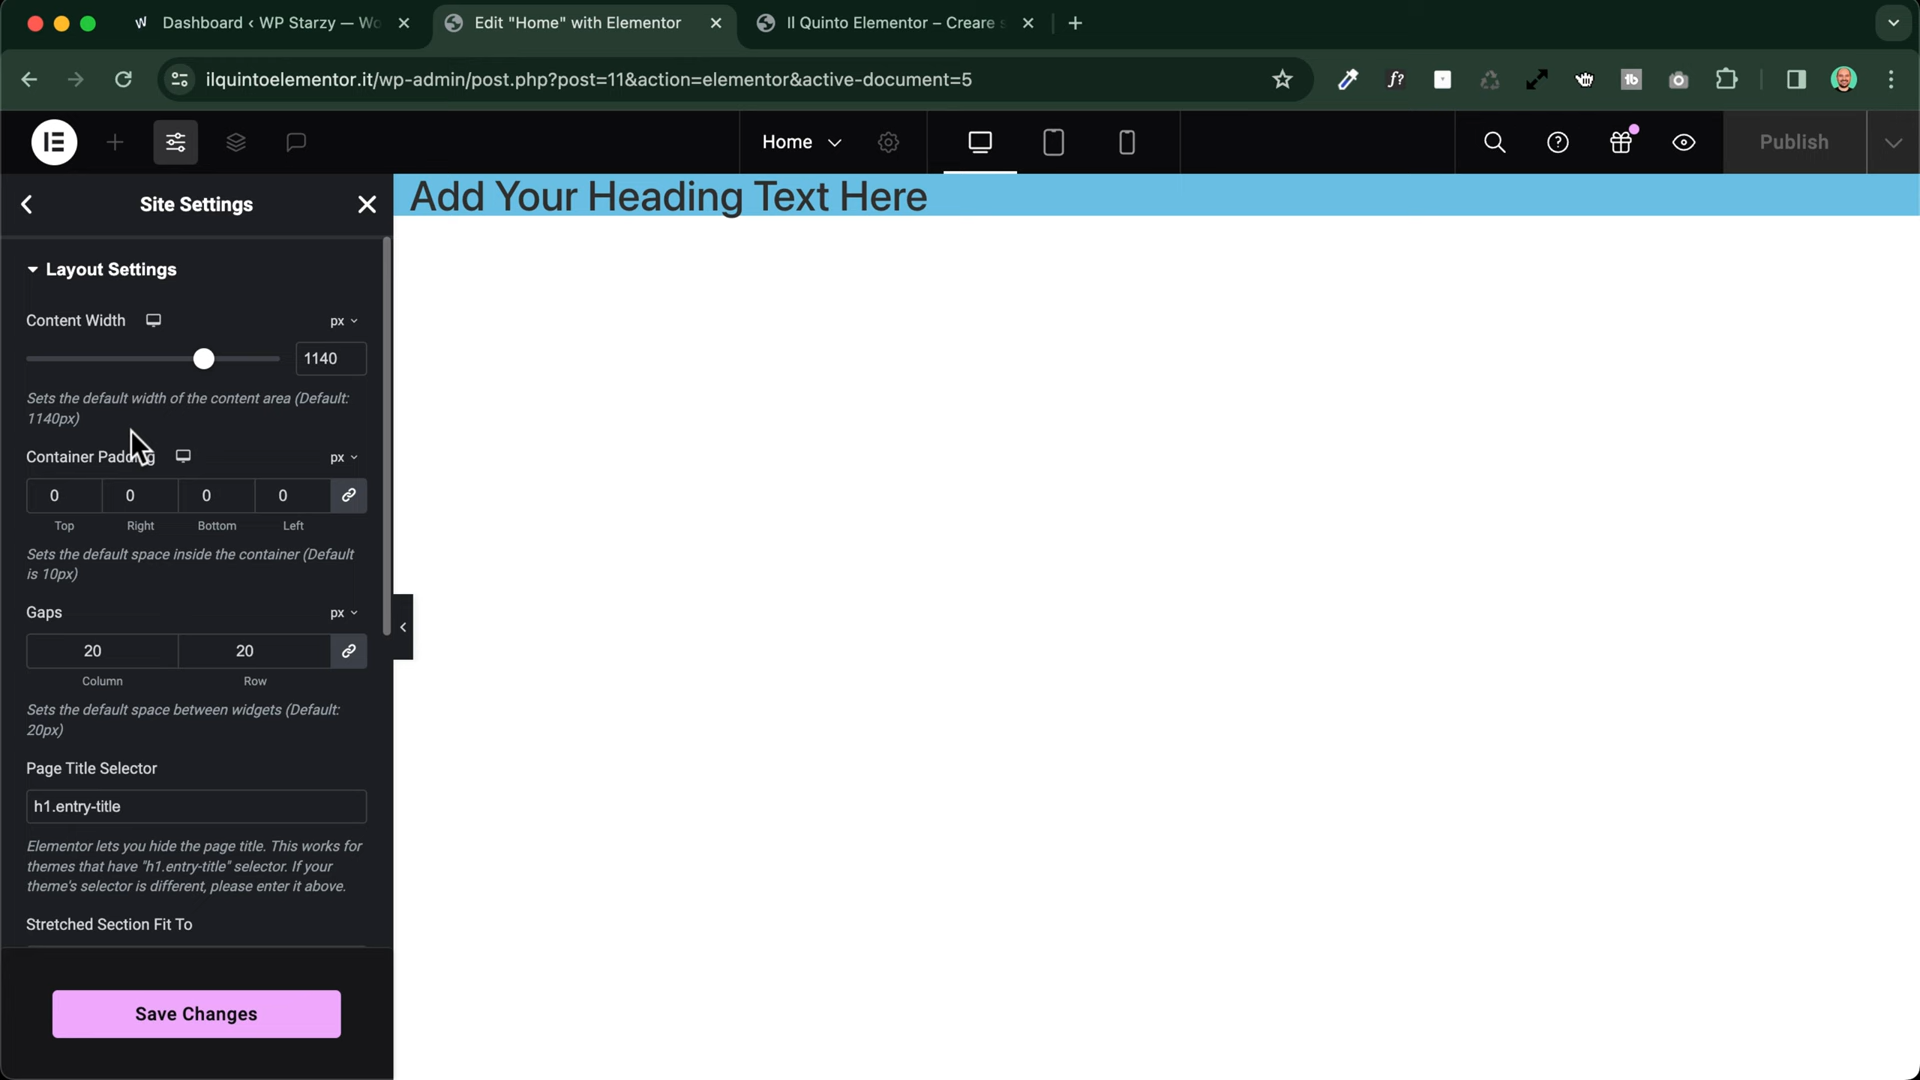 Dashboard ‹ WP Starzy — Wo
Edit "Home" with Elementor
Il Quinto Elementor – Creare s
ilquintoelementor.it/wp-admin/post.php?post=11&action=elementor&active-document=5
f?
Home
Publish
Site Settings
Add Your Heading Text Here
Layout Settings
Content Width
px
1140
Sets the default width of the content area (Default:
1140px)
Container Padding
px
0 0 0 0
Top Right Bottom Left
Sets the default space inside the container (Default
is 10px)
Gaps
px
20 20
Column Row
Sets the default space between widgets (Default:
20px)
Page Title Selector
h1.entry-title
Elementor lets you hide the page title. This works for
themes that have "h1.entry-title" selector. If your
theme's selector is different, please enter it above.
Stretched Section Fit To
Save Changes